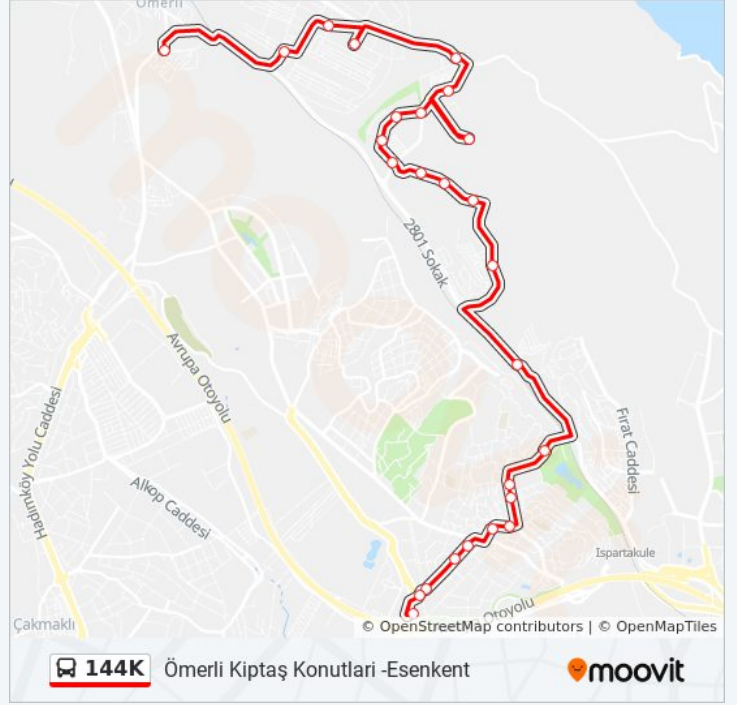 Ömerli
2801.Sokak
Avrupa Otoyolu
Hadımköy Yolu Caddesi
Alkop Caddesi
Fırat Caddesi
Ispartakule
Otoyolu
Çakmaklı
© OpenStreetMap contributors | © OpenMapTiles
144K Ömerli Kiptaş Konutlari -Esenkent
moovit